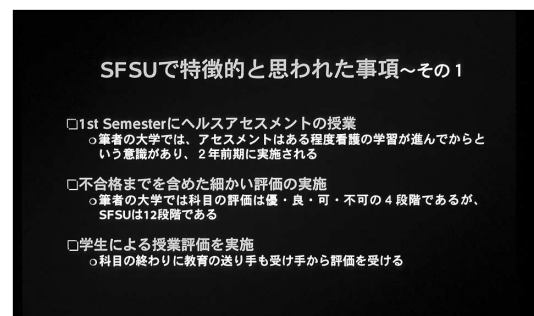 SFSUで特徴的と思われた事項～その1
□1st Semesterにヘルスアセスメントの授業
○筆者の大学では、アセスメントはある程度看護の学習が進んでからと
いう意識があり、２年前期に実施される
□不合格までを含めた細かい評価の実施
○筆者の大学では科目の評価は優・良・可・不可の４段階であるが、
SFSUは12段階である
□学生による授業評価を実施
○科目の終わりに教育の送り手も受け手から評価を受ける